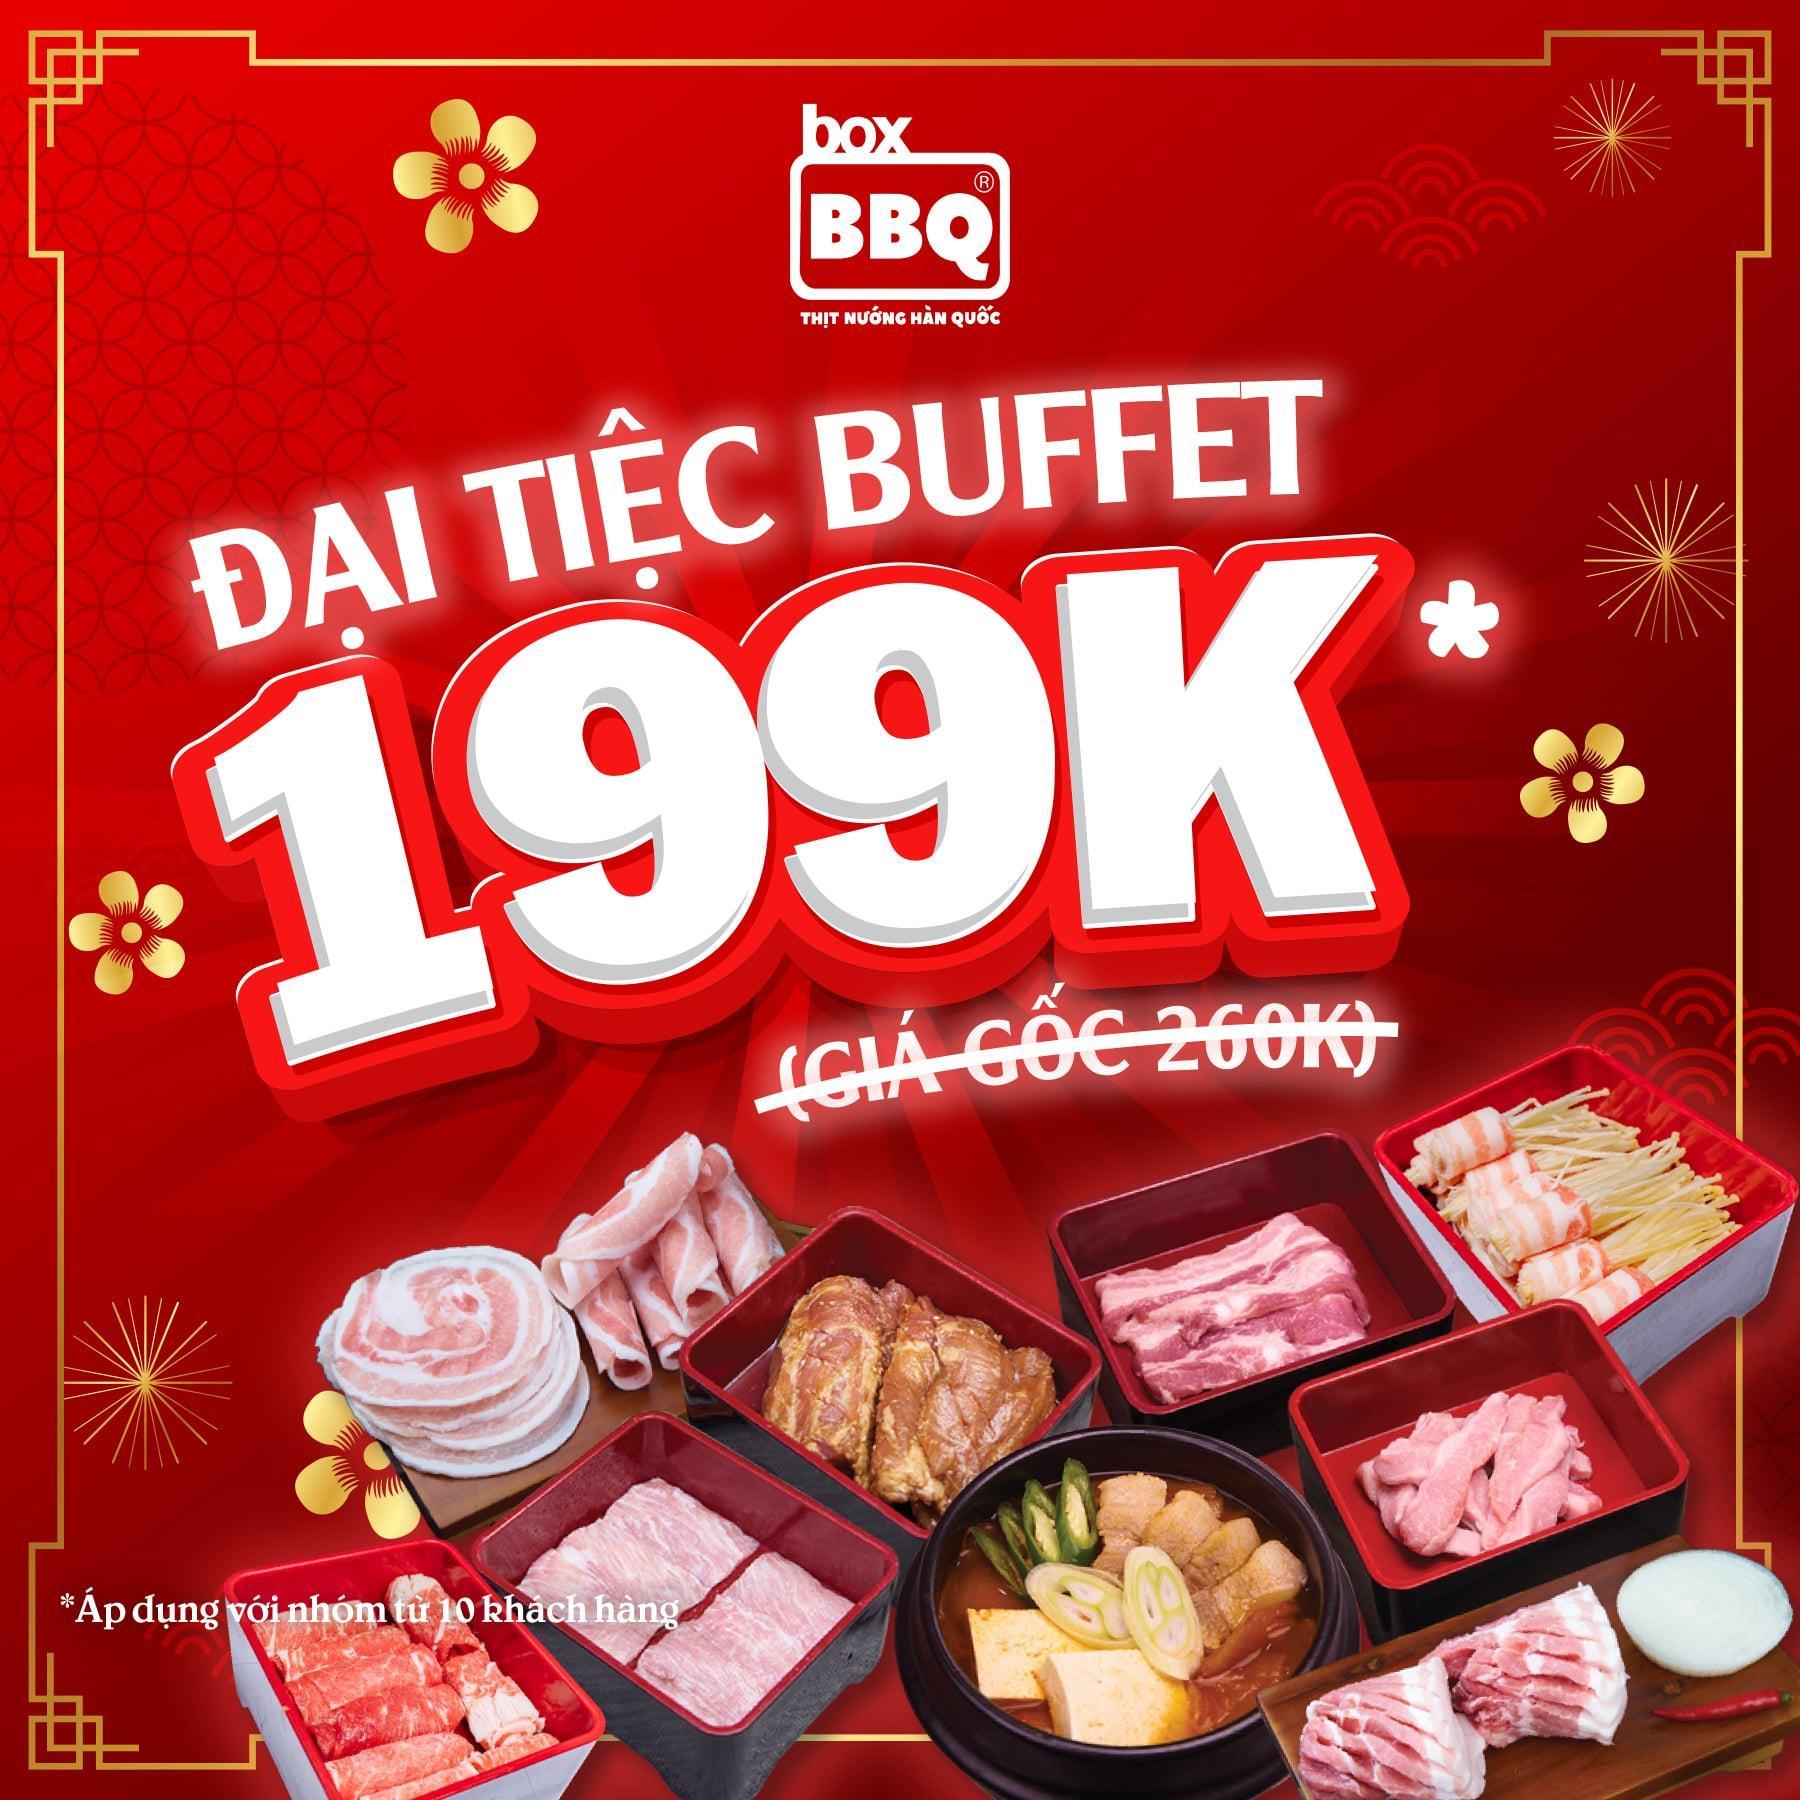 box
BBQ®
THỊT NƯỚNG HÀN QUỐC
ĐẠI TIỆC BUFFET
199K*
(GIÁ GỐC 260K)
*Áp dụng với nhóm từ 10 khách hàng